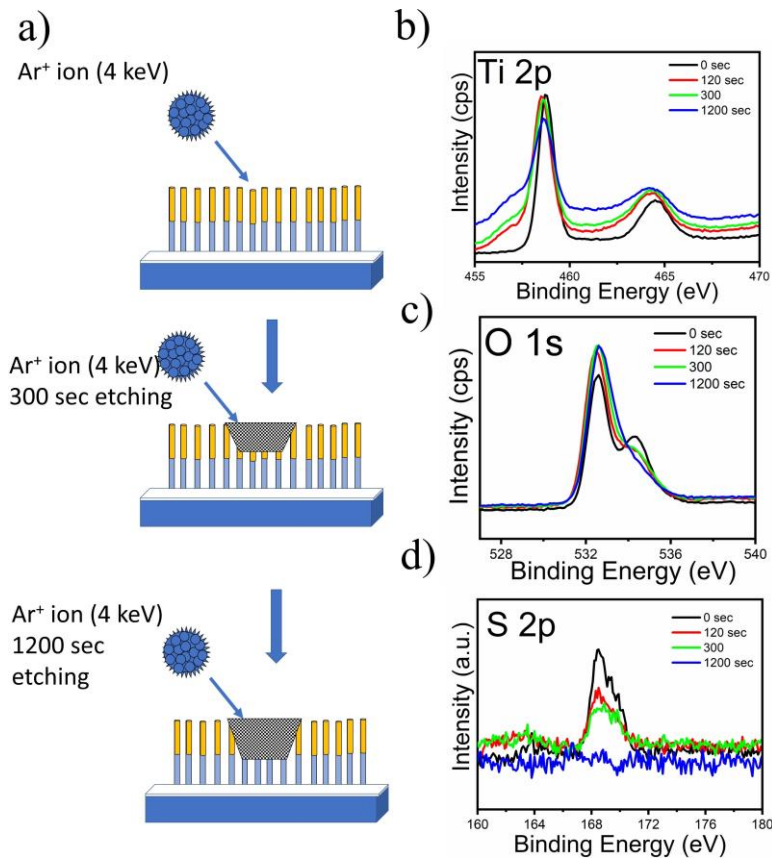 a)
Ar⁺ ion (4 keV)
Ar⁺ ion (4 keV)
300 sec etching
Ar⁺ ion (4 keV)
1200 sec
etching
b)
Ti 2p
0 sec
120 sec
300
1200 sec
Intensity (cps)
455 460 465 470
Binding Energy (eV)
c)
O 1s
0 sec
120 sec
300
1200 sec
Intensity (cps)
528 532 536 540
Binding Energy (eV)
d)
S 2p
0 sec
120 sec
300
1200 sec
Intensity (a.u.)
160 164 168 172 176 180
Binding Energy (eV)